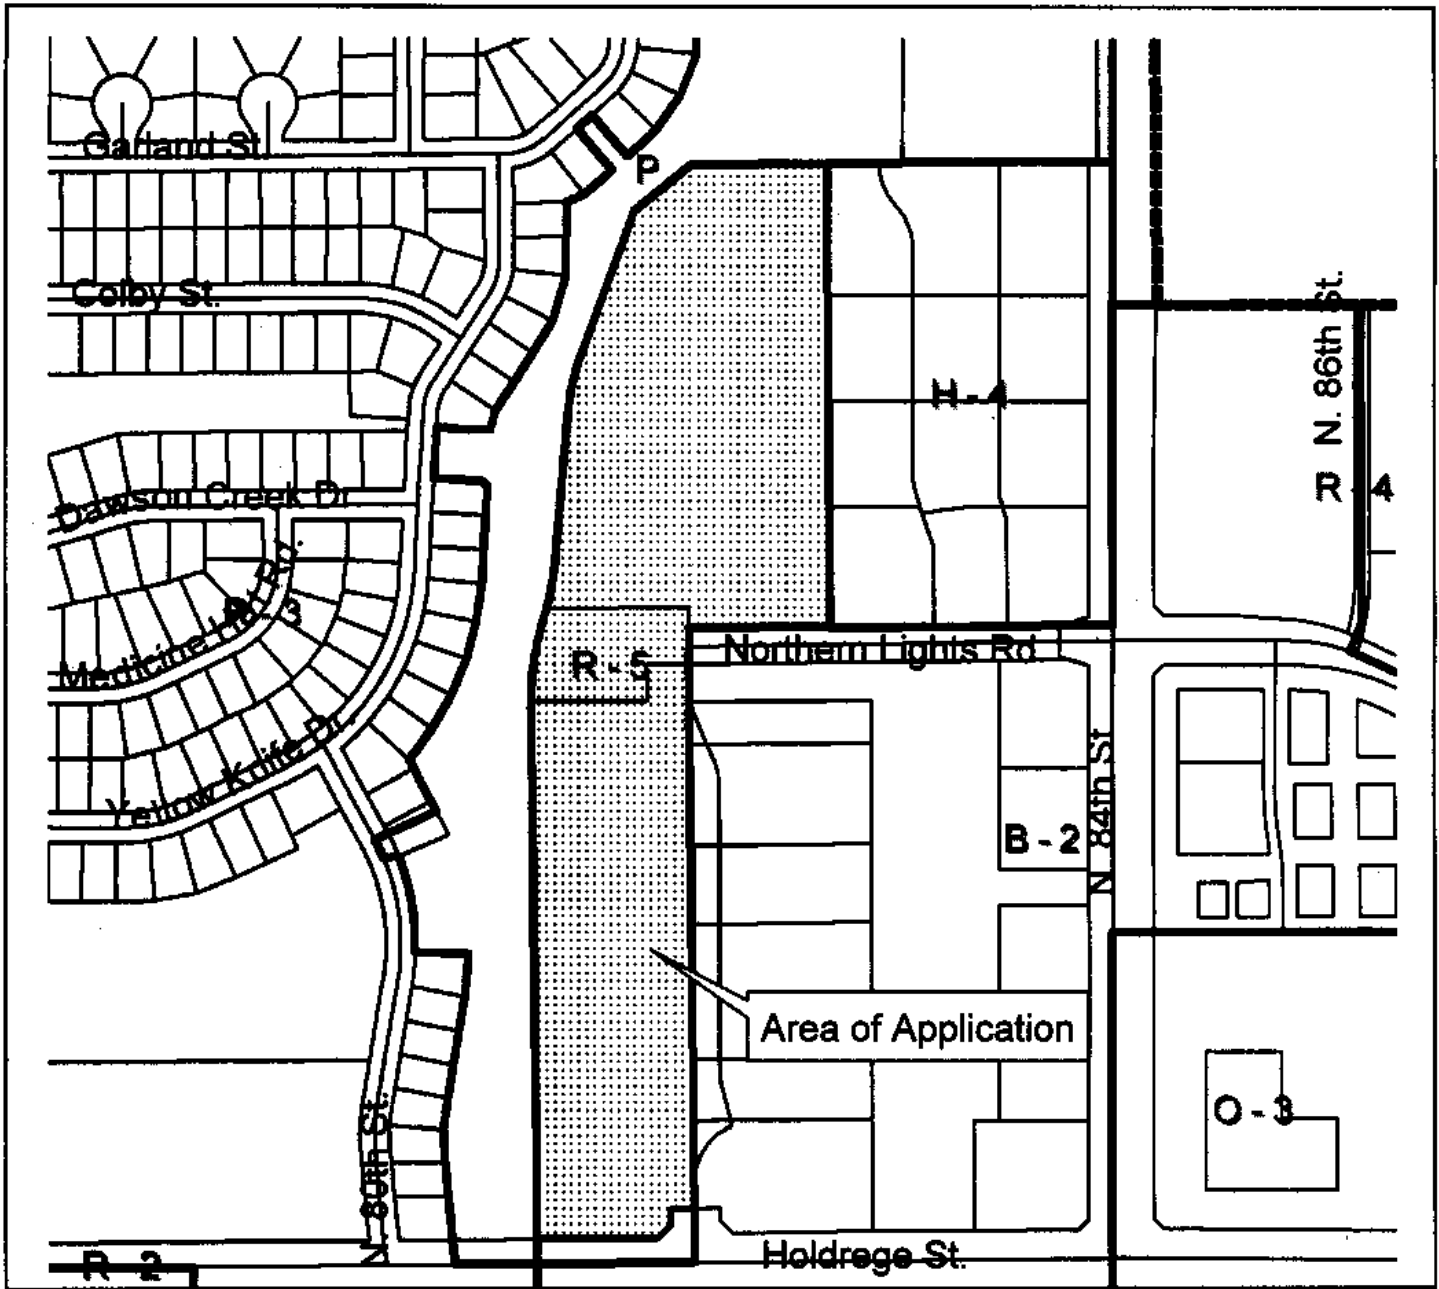 Garland St.
P
Colby St.
N. 86th St.
H - 4
R - 4
Dawson Creek Dr.
Medicine Hat Rd.
R - 3
R - 5
Northern Lights Rd
Yellow Knife Dr.
N. 84th St
B - 2
Area of Application
O - 3
N. 80th St.
Holdrege St.
R - 2